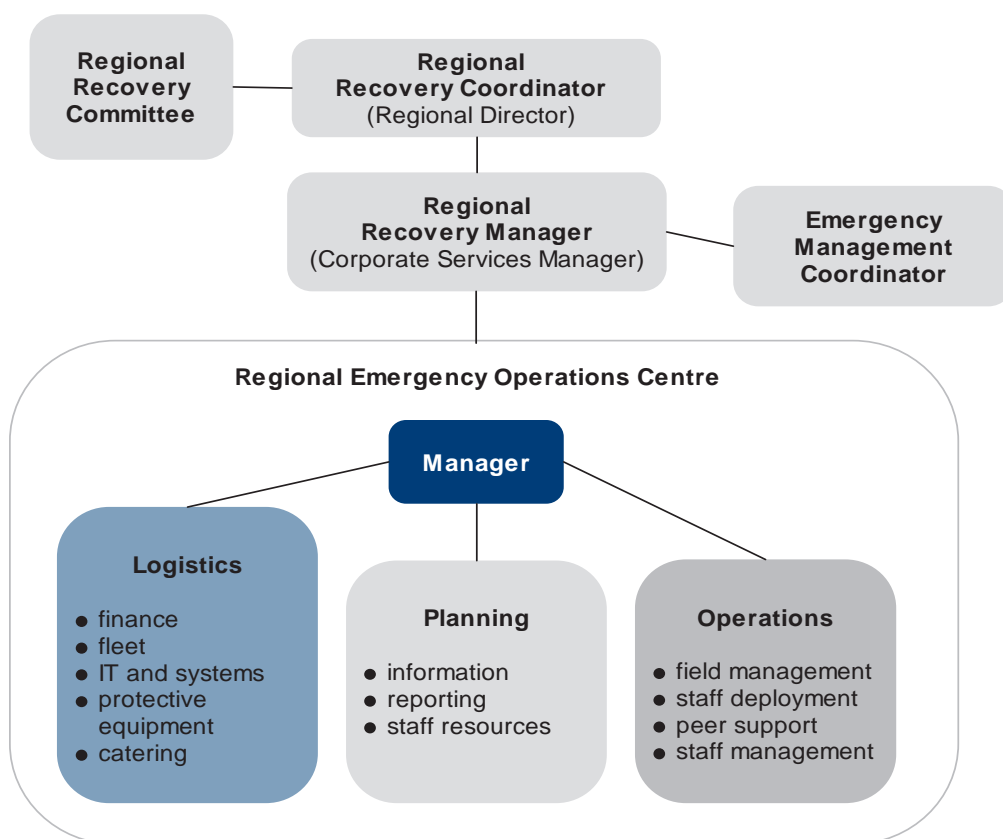 Regional
Recovery
Committee
Regional
Recovery Coordinator
(Regional Director)
Regional
Recovery Manager
(Corporate Services Manager)
Emergency
Management
Coordinator
Regional Emergency Operations Centre
Manager
Logistics
● finance
● fleet
● IT and systems
● protective
equipment
● catering
Planning
● information
● reporting
● staff resources
Operations
● field management
● staff deployment
● peer support
● staff management